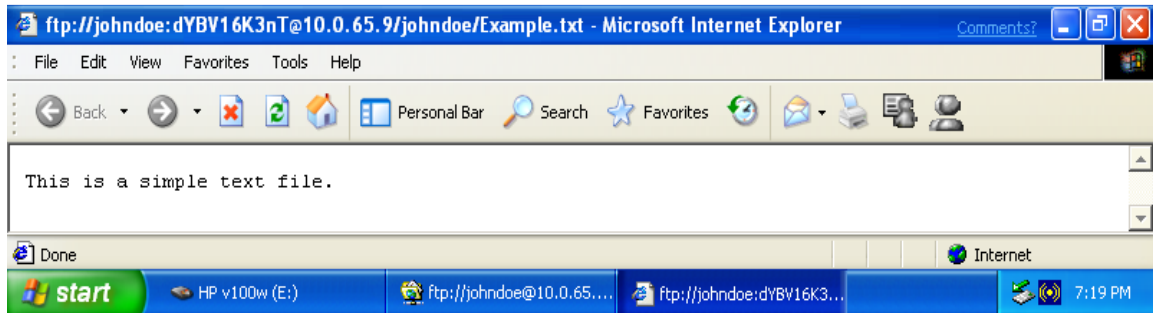 ftp://johndoe:dYBV16K3nT@10.0.65.9/johndoe/Example.txt - Microsoft Internet Explorer Comments?
File Edit View Favorites Tools Help
Back Personal Bar Search Favorites
This is a simple text file.
Done Internet
start HP v100w (E:) ftp://johndoe@10.0.65.... ftp://johndoe:dYBV16K3... 7:19 PM